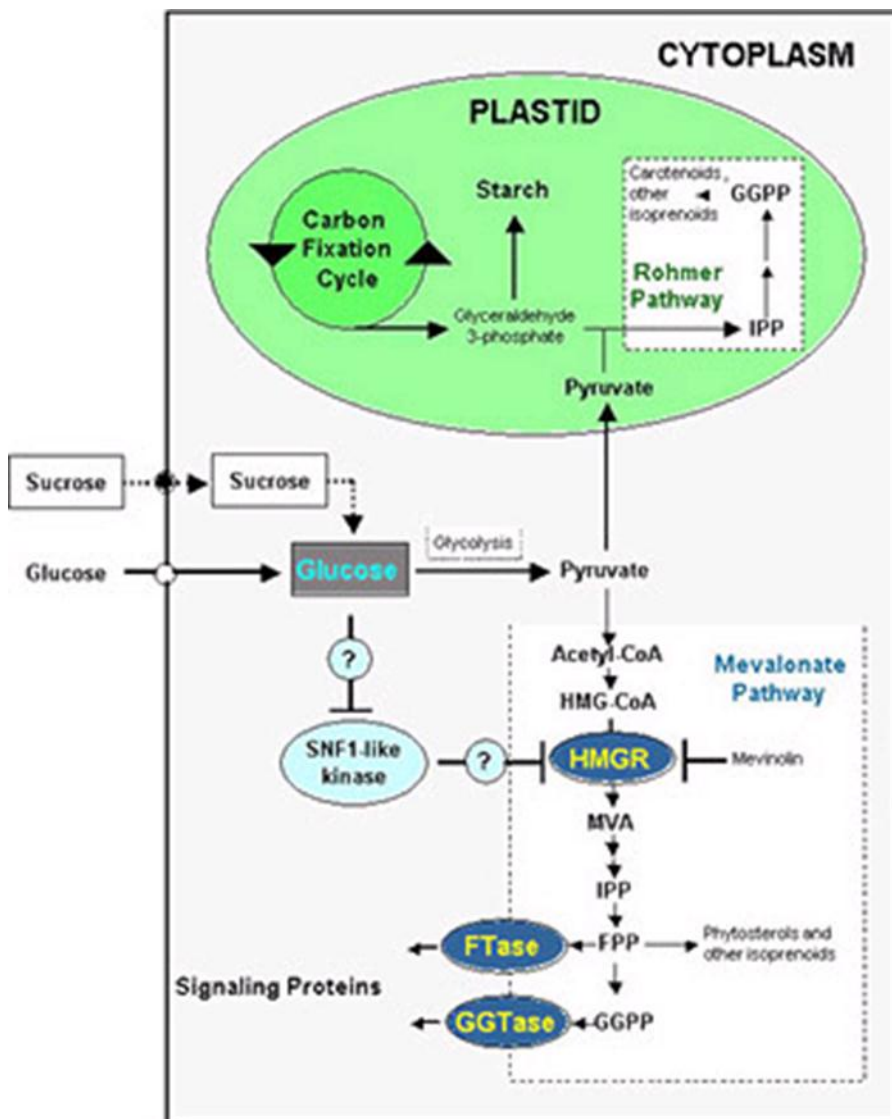 CYTOPLASM
PLASTID
Carbon
Fixation
Cycle
Starch
Carotenoids,
other
isoprenoids
GGPP
Rohmer
Pathway
Glyceraldehyde
3-phosphate
IPP
Pyruvate
Sucrose
Sucrose
Glucose
Glucose
Glycolysis
Pyruvate
?
Acetyl-CoA
Mevalonate
Pathway
HMG-CoA
SNF1-like
kinase
?
HMGR
Mevinolin
MVA
IPP
FTase
FPP
Phytosterols and
other isoprenoids
Signaling Proteins
GGTase
GGPP